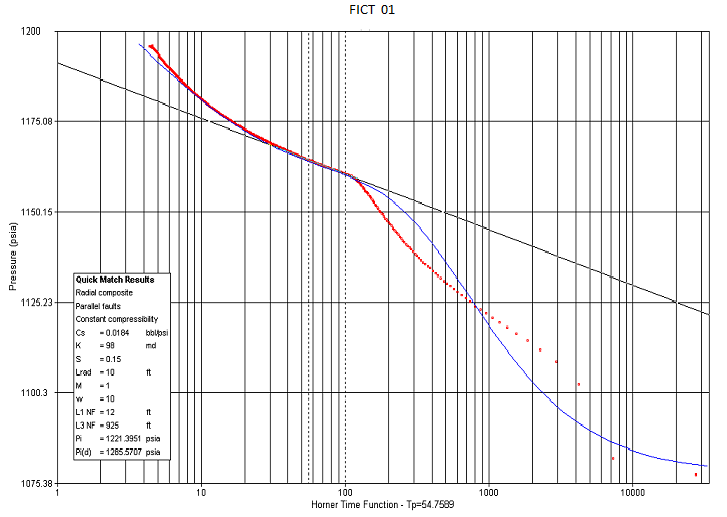 FICT 01
1200
1175.08
1150.15
1125.23
1100.3
1075.38
Pressure (psia)
Quick Match Results
Radial composite
Parallel faults
Constant compressibility
Cs = 0.0184 bbl/psi
K = 98 md
S = 0.15
Lrad = 10 ft
M = 1
w = 10
L1 NF = 12 ft
L3 NF = 925 ft
Pi = 1221.3951 psia
Pi(d) = 1265.5707 psia
1 10 100 1000 10000
Horner Time Function - Tp=54.7589